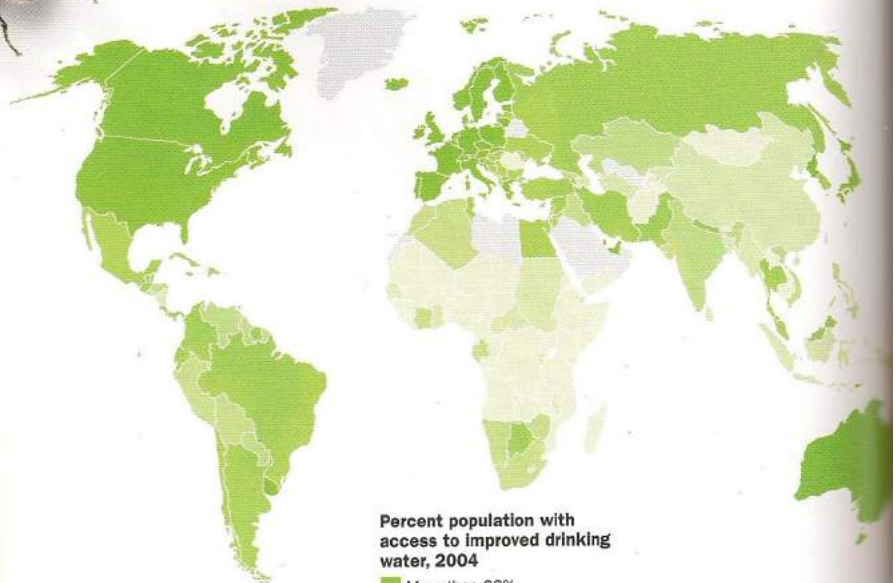 Percent population with
access to improved drinking
water, 2004